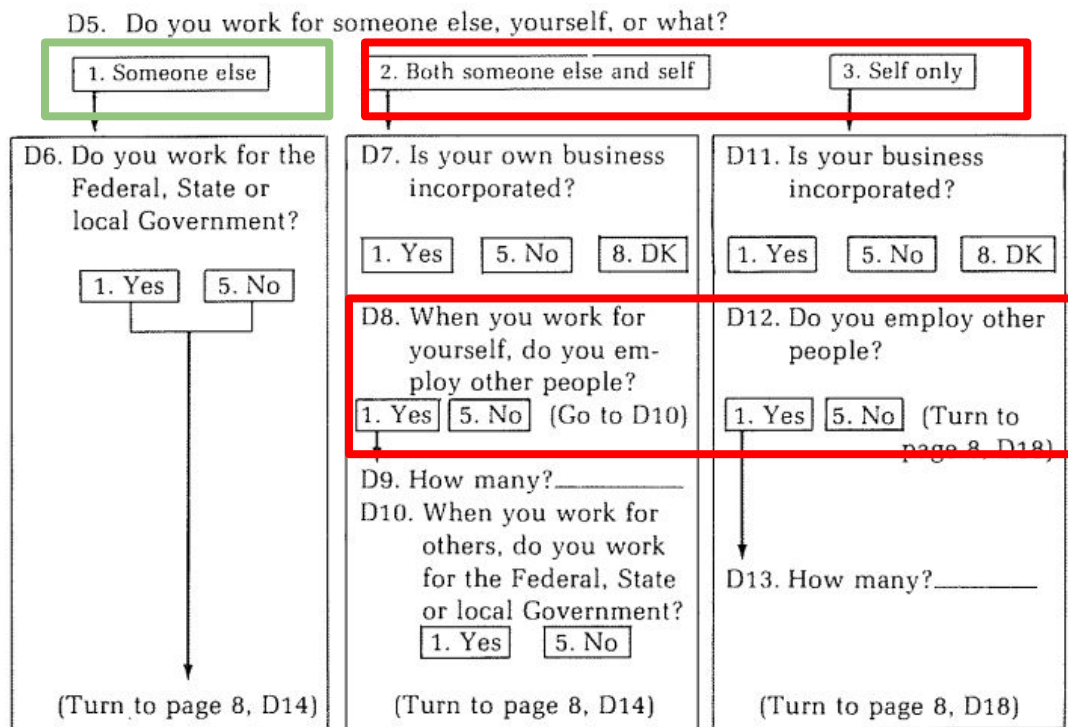 D5. Do you work for someone else, yourself, or what?
1. Someone else
2. Both someone else and self
3. Self only
D6. Do you work for the
Federal, State or
local Government?
1. Yes 5. No
(Turn to page 8, D14)
D7. Is your own business
incorporated?
1. Yes 5. No 8. DK
D8. When you work for
yourself, do you em-
ploy other people?
1. Yes 5. No (Go to D10)
D9. How many?
D10. When you work for
others, do you work
for the Federal, State
or local Government?
1. Yes 5. No
(Turn to page 8, D14)
D11. Is your business
incorporated?
1. Yes 5. No 8. DK
D12. Do you employ other
people?
1. Yes 5. No (Turn to
page 8, D18)
D13. How many?
(Turn to page 8, D18)